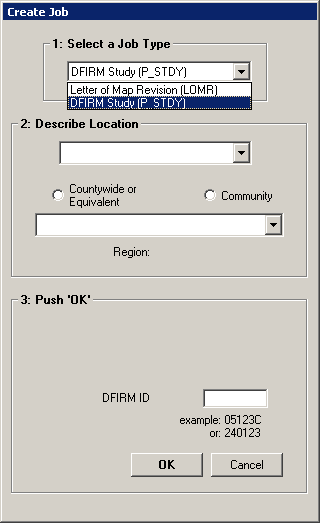 Create Job
1: Select a Job Type
DFIRM Study (P_STDY)
Letter of Map Revision (LOMR)
DFIRM Study (P_STDY)
2: Describe Location
Countywide or
Equivalent
Community
Region:
3: Push 'OK'
DFIRM ID
example: 05123C
or: 240123
OK
Cancel